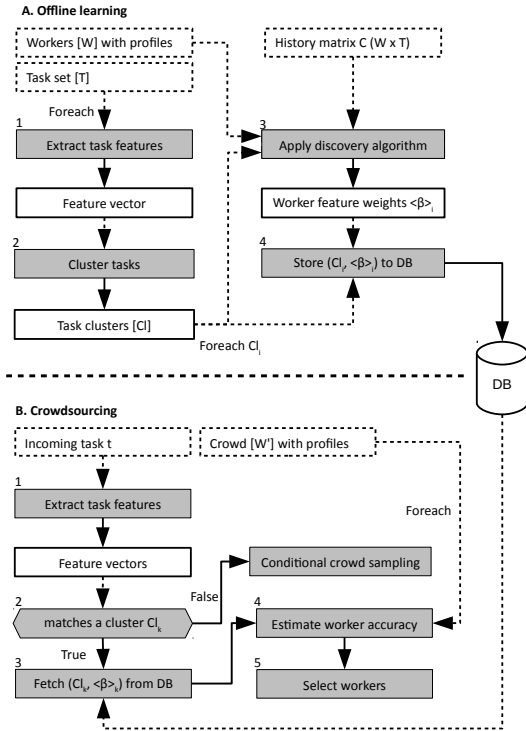 A. Offline learning
Workers [W] with profiles
History matrix C (W x T)
Task set [T]
Foreach
1
Extract task features
3
Apply discovery algorithm
Feature vector
Worker feature weights <β>i
2
Cluster tasks
4
Store (Cli, <β>i) to DB
Task clusters [Cl]
Foreach Cli
DB
B. Crowdsourcing
Incoming task t
Crowd [W'] with profiles
1
Extract task features
Foreach
Feature vectors
Conditional crowd sampling
False
2
matches a cluster Clk
4
Estimate worker accuracy
True
3
Fetch (Clk, <β>k) from DB
5
Select workers